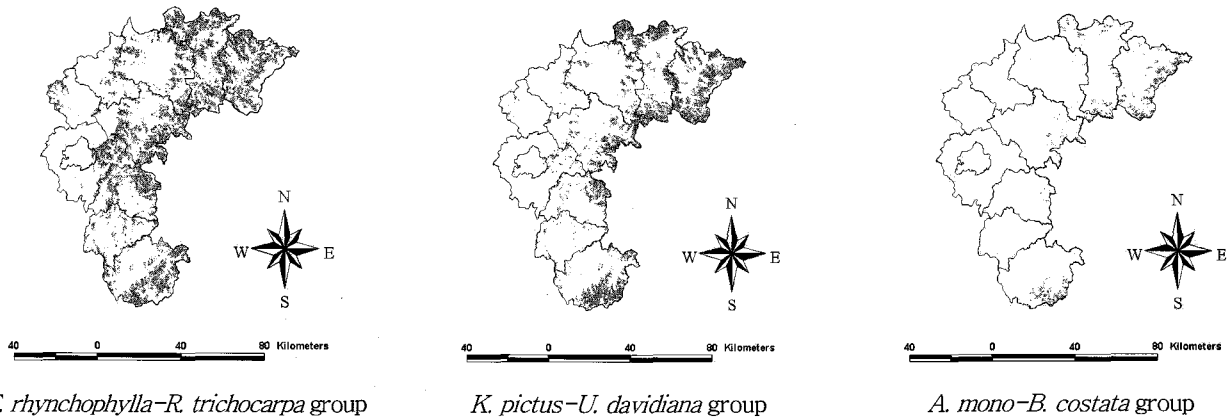 N
W E
S
40 0 40 80 Kilometers
rhynchophylla-R. trichocarpa group
N
W E
S
40 0 40 80 Kilometers
K. pictus-U. davidiana group
N
W E
S
40 0 40 80 Kilometers
A. mono-B. costata group